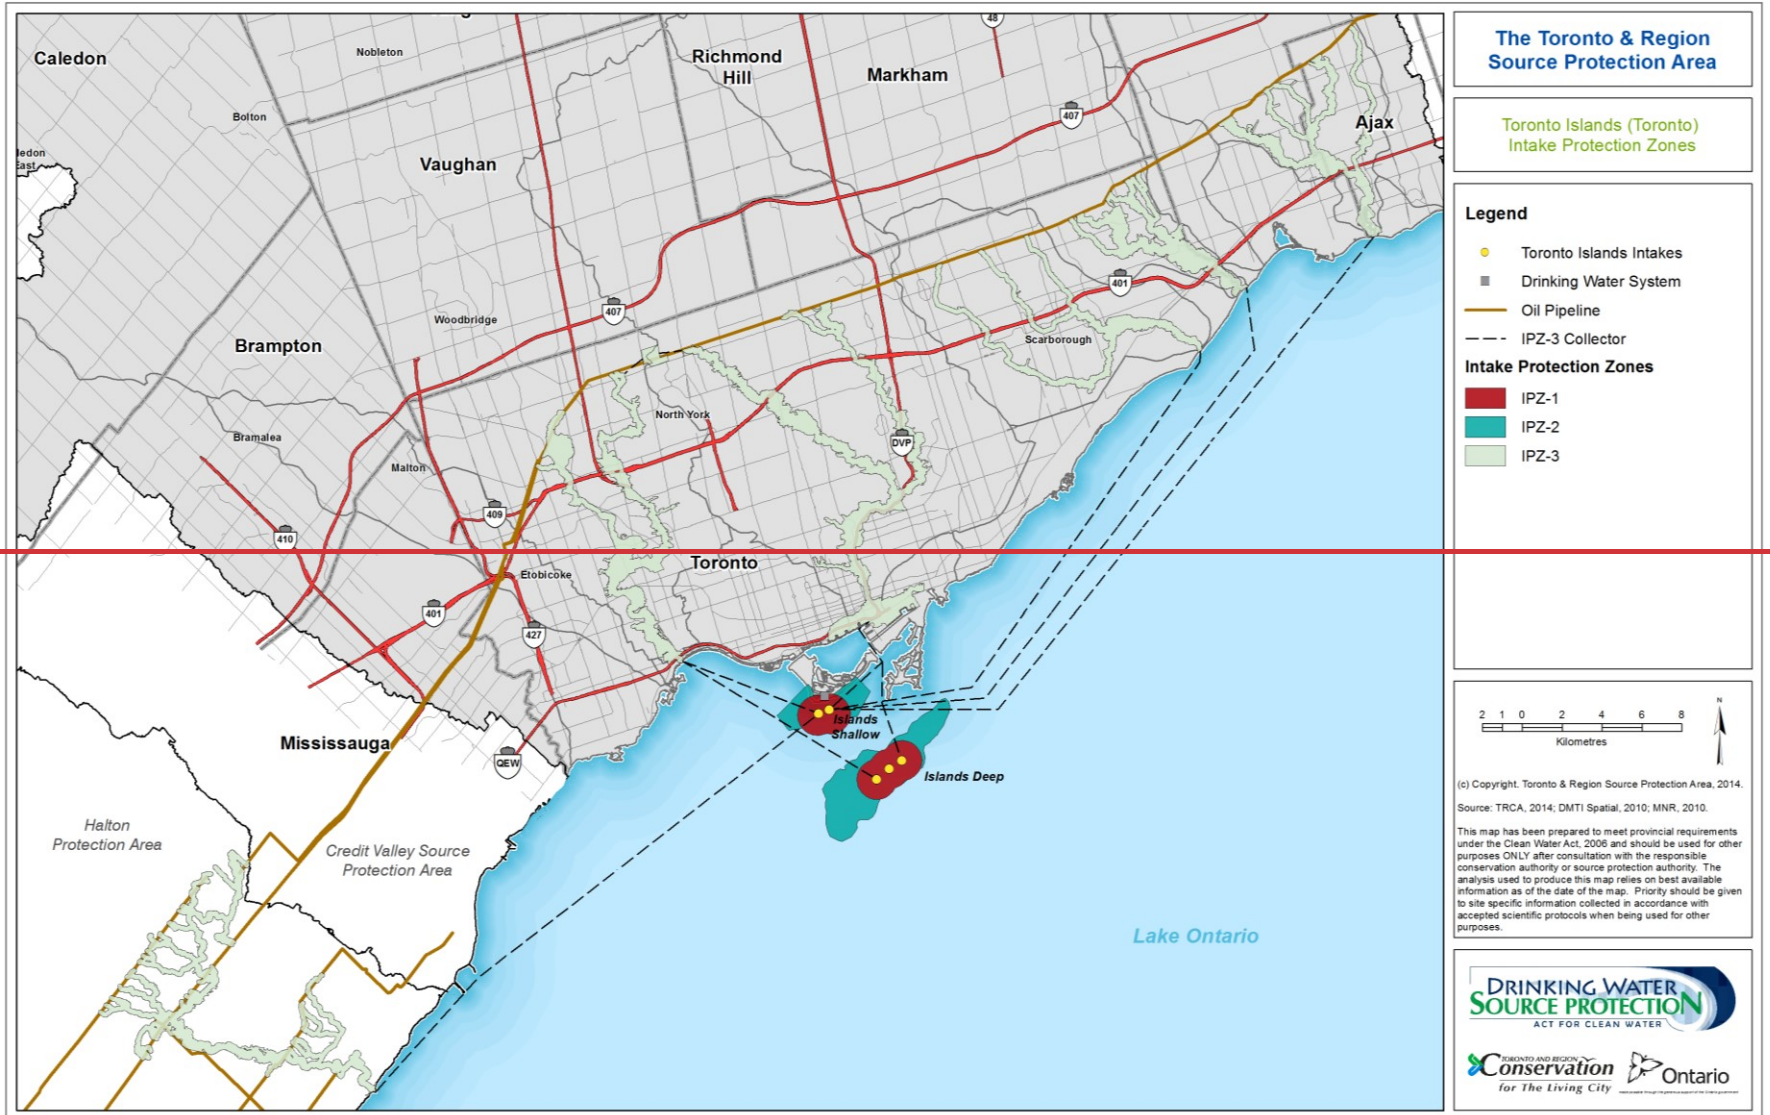 Caledon
Nobleton
Richmond
Hill
48
Markham
407
Bolton
Ajax
Vaughan
East
401
407
Woodbridge
Scarborough
Brampton
North York
DVP
Bramalea
Malton
409
410
Toronto
Etobicoke
401
427
Islands
Shallow
Mississauga
QEW
Islands Deep
Halton
Protection Area
Credit Valley Source
Protection Area
Lake Ontario
The Toronto & Region
Source Protection Area
Toronto Islands (Toronto)
Intake Protection Zones
Legend
Toronto Islands Intakes
Drinking Water System
Oil Pipeline
IPZ-3 Collector
Intake Protection Zones
IPZ-1
IPZ-2
IPZ-3
N
2 1 0 2 4 6 8
Kilometres
(c) Copyright. Toronto & Region Source Protection Area, 2014.
Source: TRCA, 2014; DMTI Spatial, 2010; MNR, 2010.
This map has been prepared to meet provincial requirements
under the Clean Water Act, 2006 and should be used for other
purposes ONLY after consultation with the responsible
conservation authority or source protection authority. The
analysis used to produce this map relies on best available
information as of the date of the map. Priority should be given
to site specific information collected in accordance with
accepted scientific protocols when being used for other
purposes.
DRINKING WATER
SOURCE PROTECTION
ACT FOR CLEAN WATER
TORONTO AND REGION
Conservation
for The Living City
Ontario